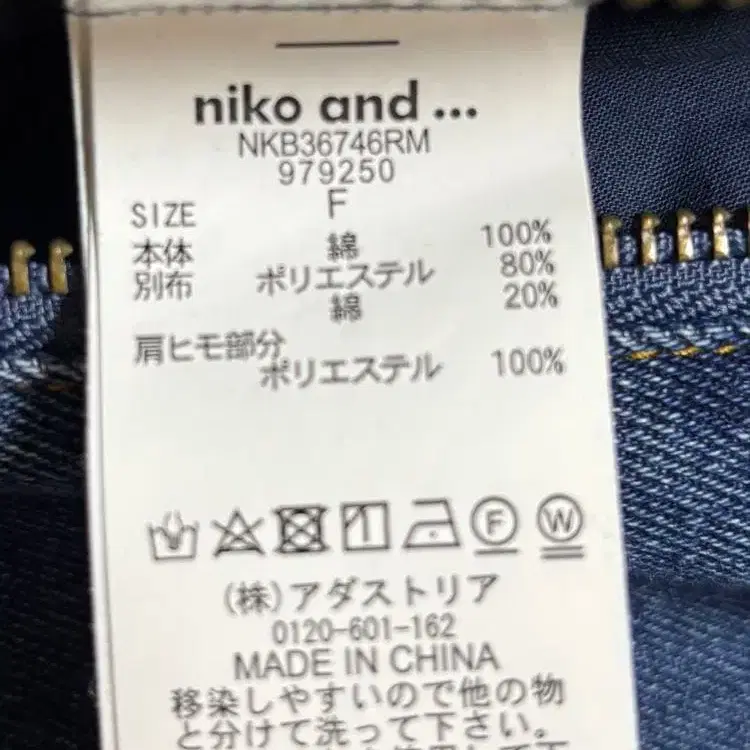 niko and ...
NKB36746RM
979250
SIZE F
本体 綿 100%
別布 ポリエステル 80%
綿 20%
肩ヒモ部分
ポリエステル 100%
F W
(株)アダストリア
0120-601-162
MADE IN CHINA
移染しやすいので他の物
と分けて洗って下さい。